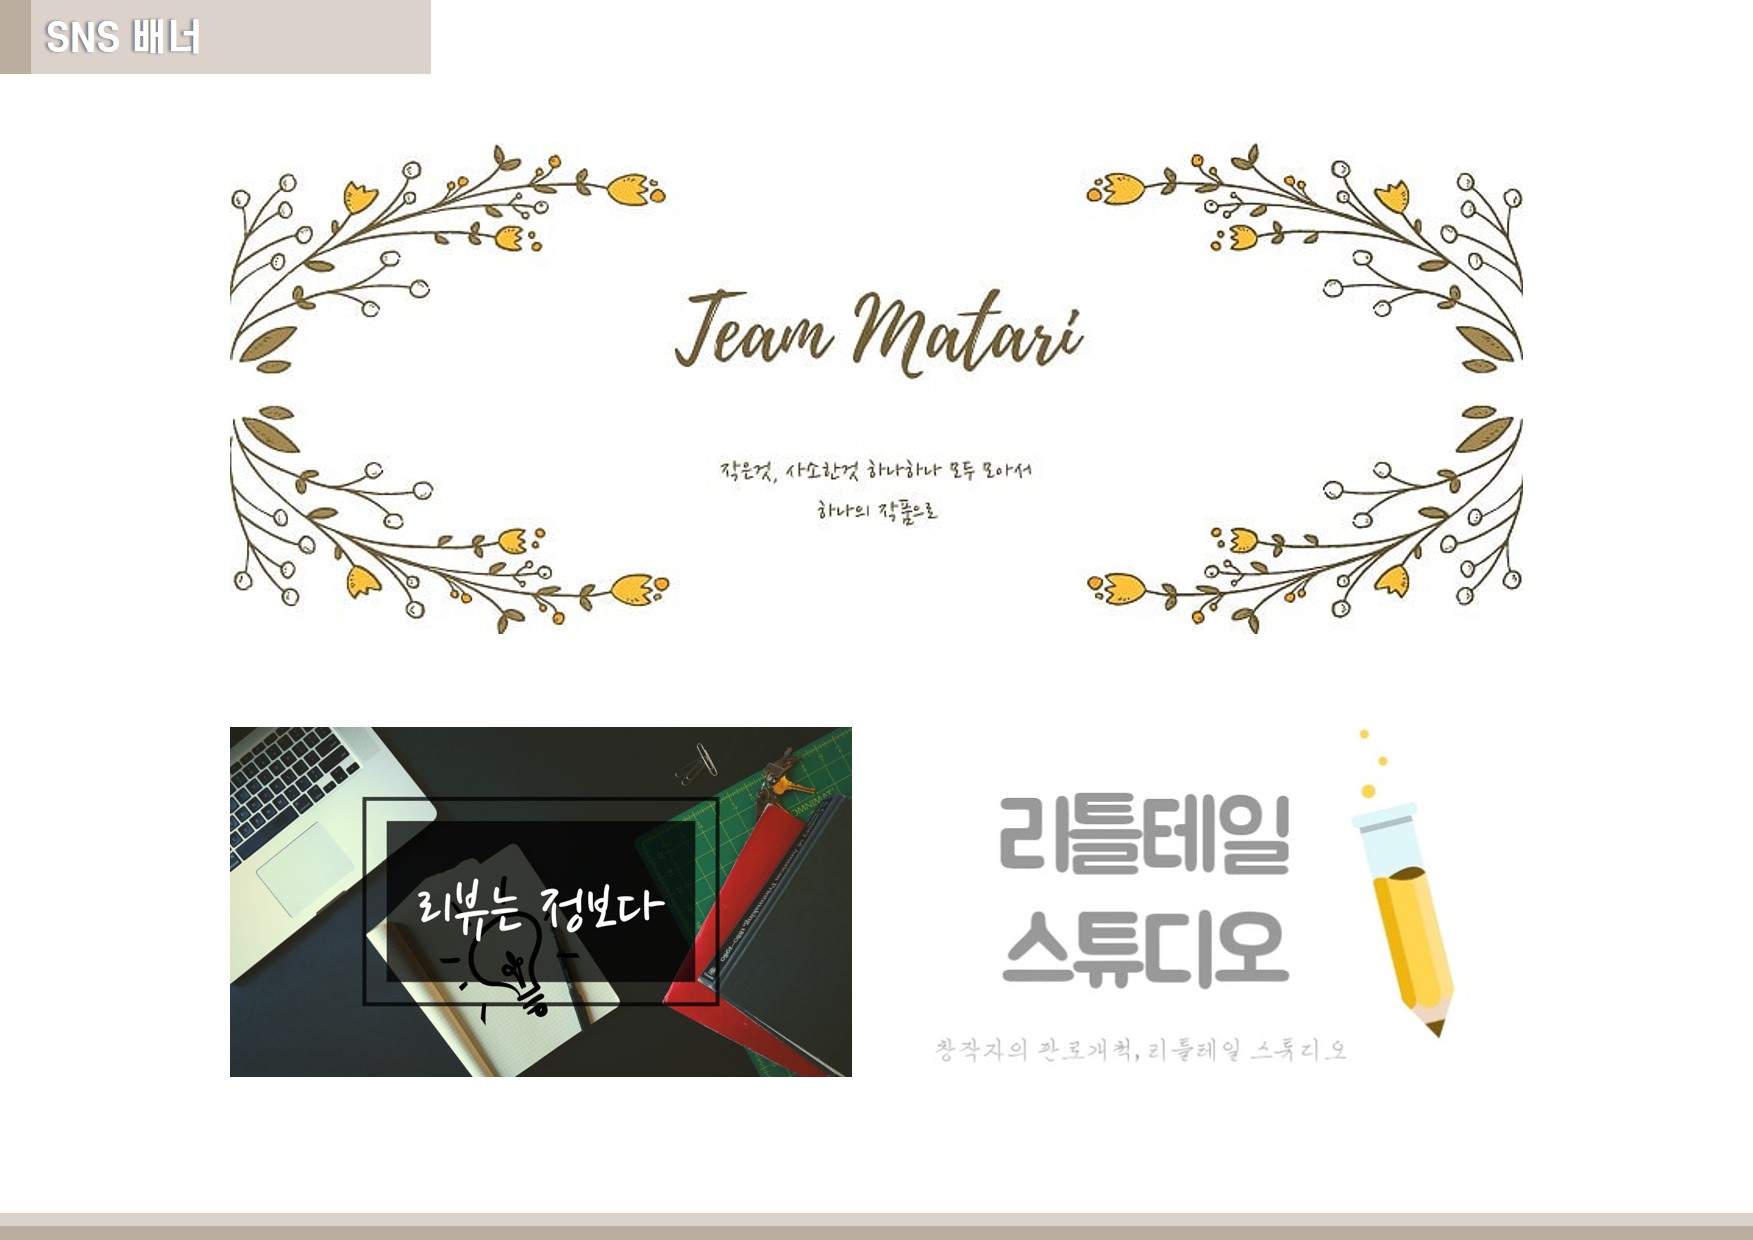 SNS 배너
Team Matari
작은것, 사소한것 하나하나 모두 모아서
하나의 작품으로
리뷰는 정보다
OMNIMAT
리틀테일
스튜디오
창작자의 판로개척, 리틀테일 스튜디오